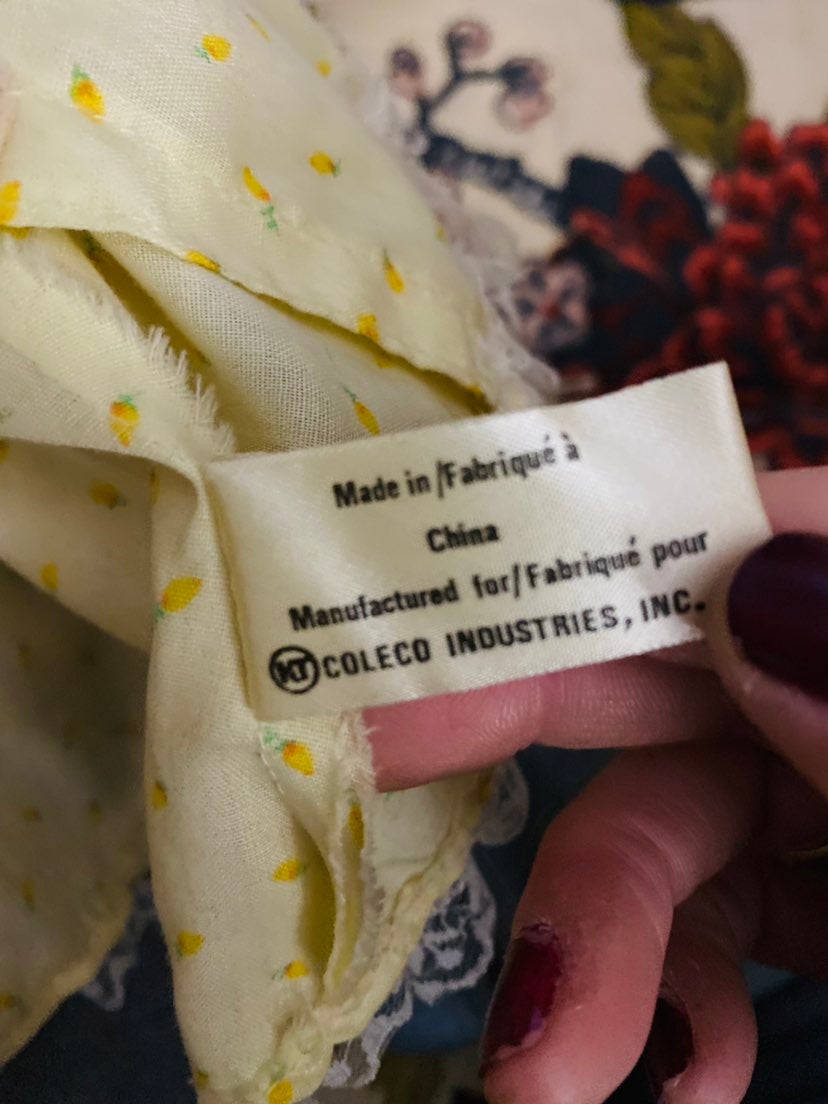 Made in/Fabriqué à
China
Manufactured for/Fabriqué pour
KT COLECO INDUSTRIES, INC.